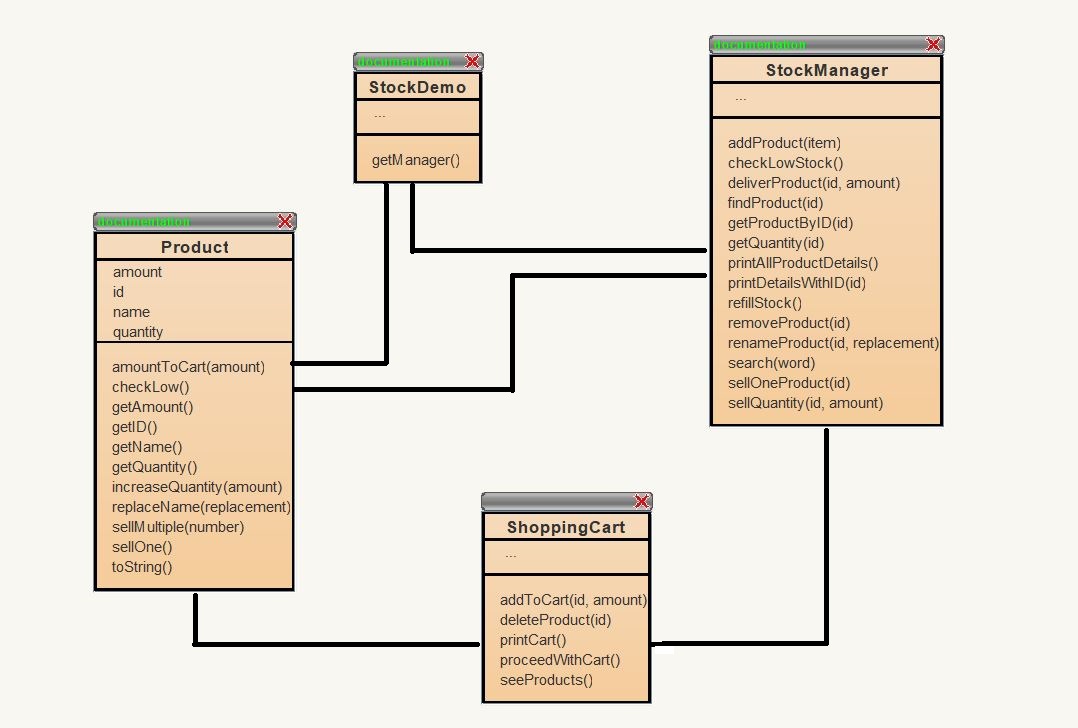 documentation
StockDemo
...
getManager()
documentation
StockManager
...
addProduct(item)
checkLowStock()
deliverProduct(id, amount)
findProduct(id)
getProductByID(id)
getQuantity(id)
printAllProductDetails()
printDetailsWithID(id)
refillStock()
removeProduct(id)
renameProduct(id, replacement)
search(word)
sellOneProduct(id)
sellQuantity(id, amount)
documentation
Product
amount
id
name
quantity
amountToCart(amount)
checkLow()
getAmount()
getID()
getName()
getQuantity()
increaseQuantity(amount)
replaceName(replacement)
sellMultiple(number)
sellOne()
toString()
ShoppingCart
...
addToCart(id, amount)
deleteProduct(id)
printCart()
proceedWithCart()
seeProducts()